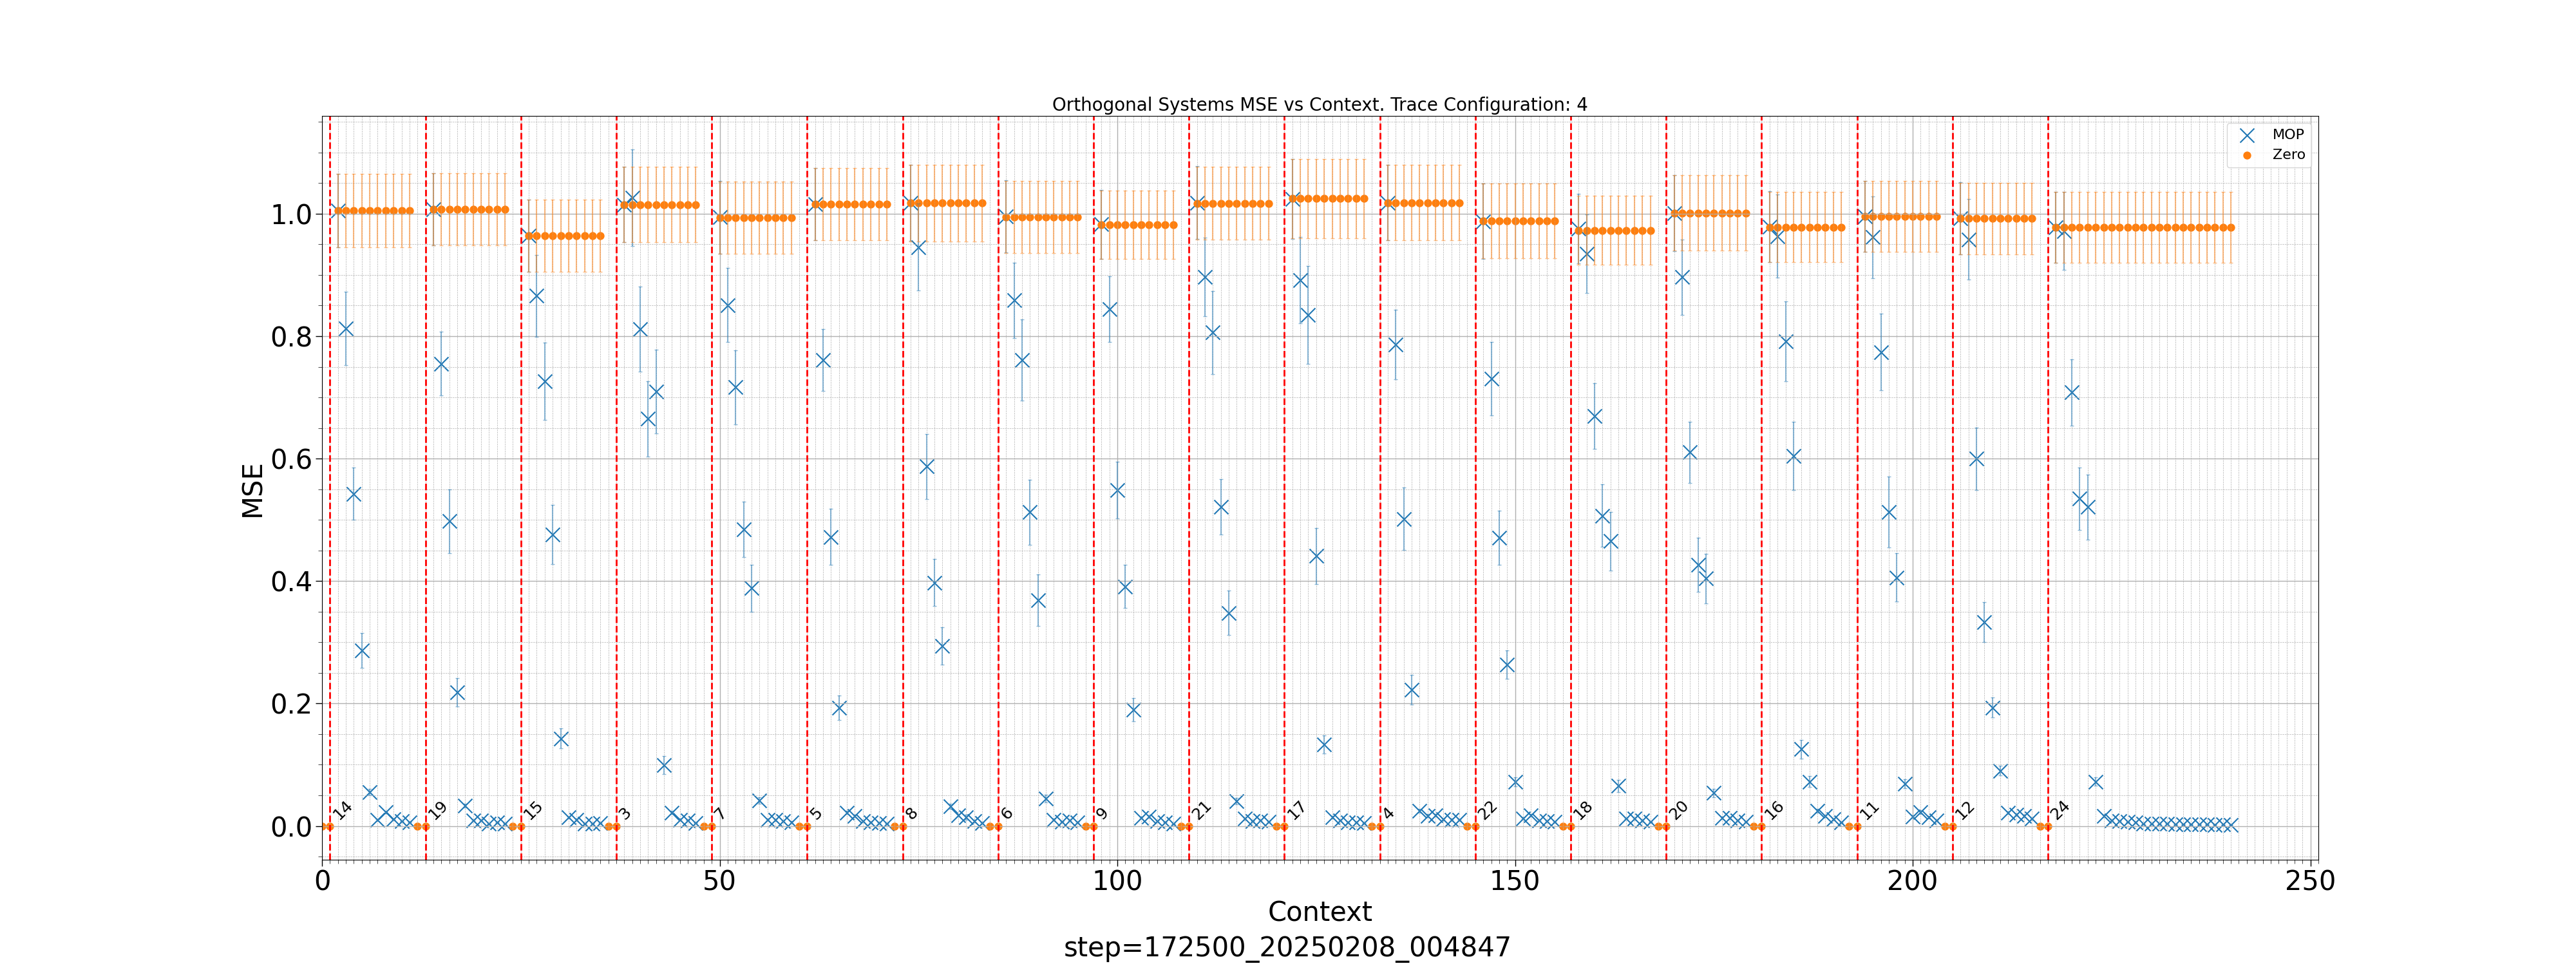 Orthogonal Systems MSE vs Context. Trace Configuration: 4
MOP
Zero
MSE
1.0
0.8
0.6
0.4
0.2
0.0
14 19 15 3 7 5 8 6 9 21 17 4 22 18 20 16 11 12 24
0 50 100 150 200 250
Context
step=172500_20250208_004847